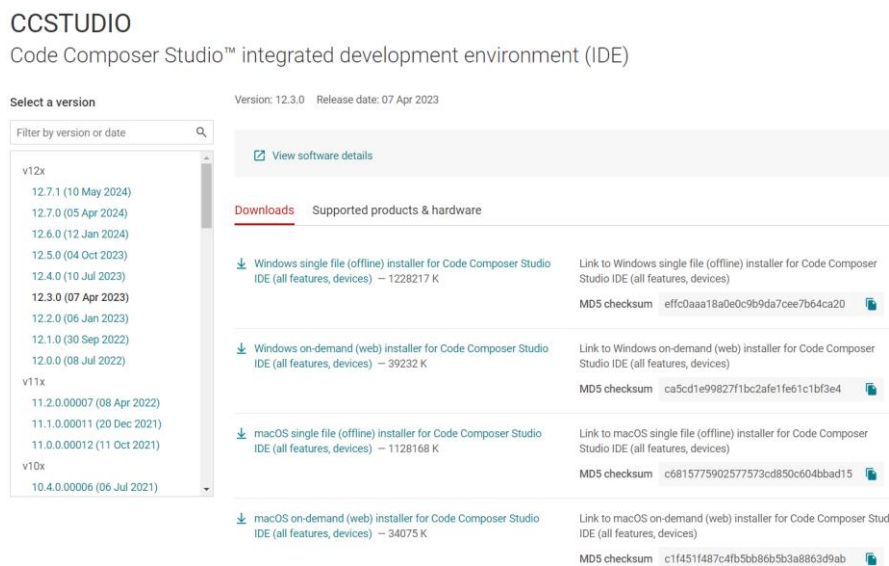 CCSTUDIO
Code Composer Studio™ integrated development environment (IDE)
Select a version
Filter by version or date
v12x
12.7.1 (10 May 2024)
12.7.0 (05 Apr 2024)
12.6.0 (12 Jan 2024)
12.5.0 (04 Oct 2023)
12.4.0 (10 Jul 2023)
12.3.0 (07 Apr 2023)
12.2.0 (06 Jan 2023)
12.1.0 (30 Sep 2022)
12.0.0 (08 Jul 2022)
v11x
11.2.0.00007 (08 Apr 2022)
11.1.0.00011 (20 Dec 2021)
11.0.0.00012 (11 Oct 2021)
v10x
10.4.0.00006 (06 Jul 2021)
Version: 12.3.0 Release date: 07 Apr 2023
View software details
Downloads Supported products & hardware
Windows single file (offline) installer for Code Composer Studio
IDE (all features, devices) — 1228217 K
Link to Windows single file (offline) installer for Code Composer
Studio IDE (all features, devices)
MD5 checksum effc0aaa18a0e0c9b9da7cee7b64ca20
Windows on-demand (web) installer for Code Composer Studio
IDE (all features, devices) — 39232 K
Link to Windows on-demand (web) installer for Code Composer
Studio IDE (all features, devices)
MD5 checksum ca5cd1e99827f1bc2afe1fe61c1bf3e4
macOS single file (offline) installer for Code Composer Studio
IDE (all features, devices) — 1128168 K
Link to macOS single file (offline) installer for Code Composer
Studio IDE (all features, devices)
MD5 checksum c6815775902577573cd850c604bbad15
macOS on-demand (web) installer for Code Composer Studio
IDE (all features, devices) — 34075 K
Link to macOS on-demand (web) installer for Code Composer Stud
IDE (all features, devices)
MD5 checksum c1f451f487c4fb5bb86b5b3a8863d9ab